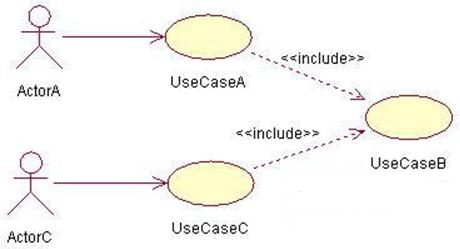 <<include>>
ActorA
UseCaseA
<<include>>
UseCaseB
ActorC
UseCaseC